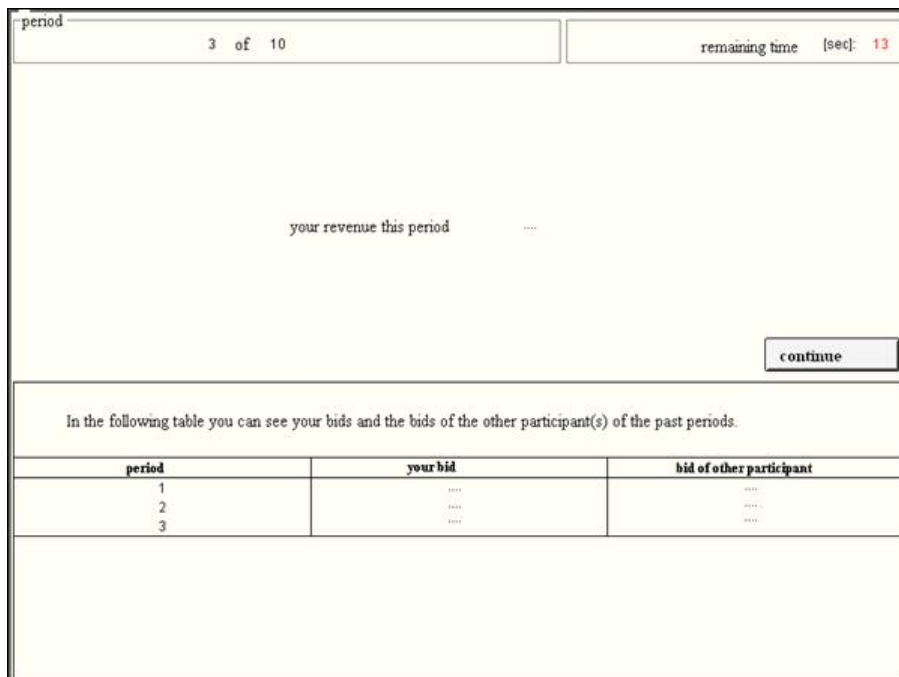 period
3 of 10
remaining time [sec]: 13
your revenue this period ....
continue
In the following table you can see your bids and the bids of the other participant(s) of the past periods.
period your bid bid of other participant
1 .... ....
2 .... ....
3 .... ....